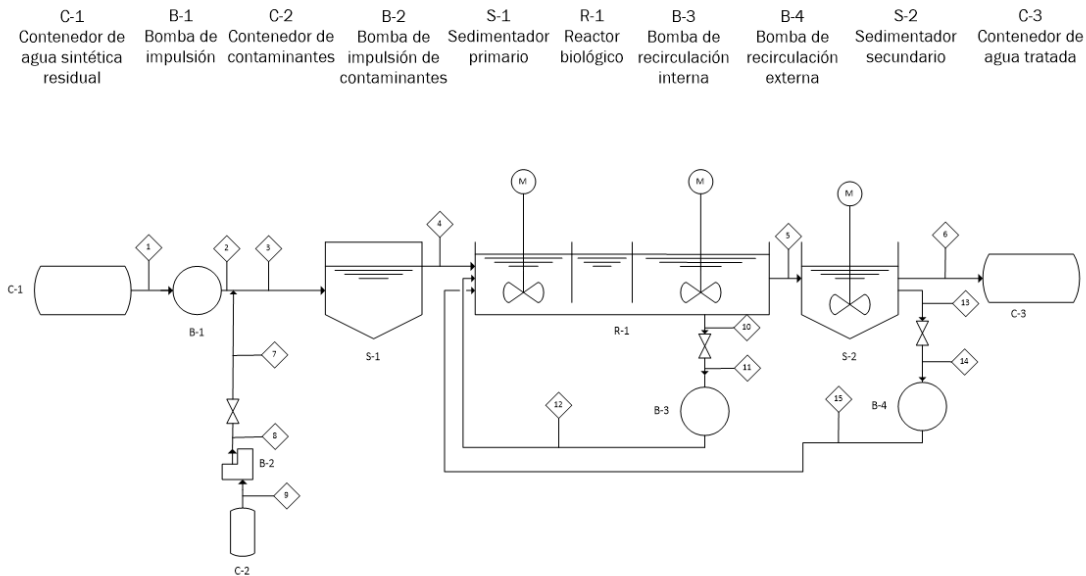 C-1
Contenedor de
agua sintética
residual
B-1
Bomba de
impulsión
C-2
Contenedor de
contaminantes
B-2
Bomba de
impulsión de
contaminantes
S-1
Sedimentador
primario
R-1
Reactor
biológico
B-3
Bomba de
recirculación
interna
B-4
Bomba de
recirculación
externa
S-2
Sedimentador
secundario
C-3
Contenedor de
agua tratada
M
M
M
4
5
6
1
2
3
C-1
B-1
S-1
R-1
S-2
C-3
13
10
7
11
14
12
B-3
B-4
15
8
B-2
9
C-2